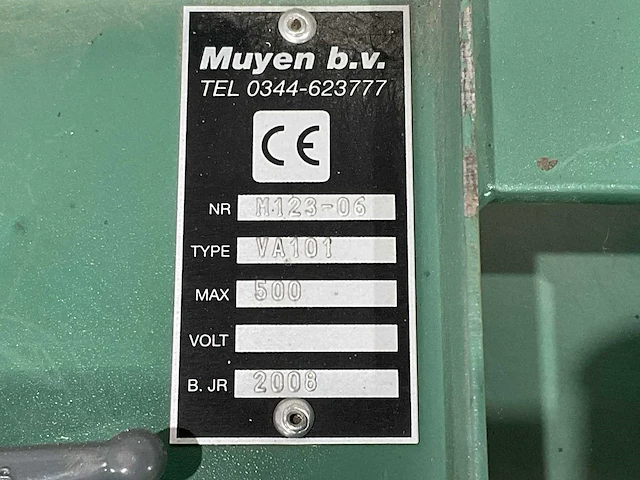 Muyen b.v.
TEL 0344-623777
CE
NR M123-06
TYPE VA101
MAX 500
VOLT
B. JR 2008